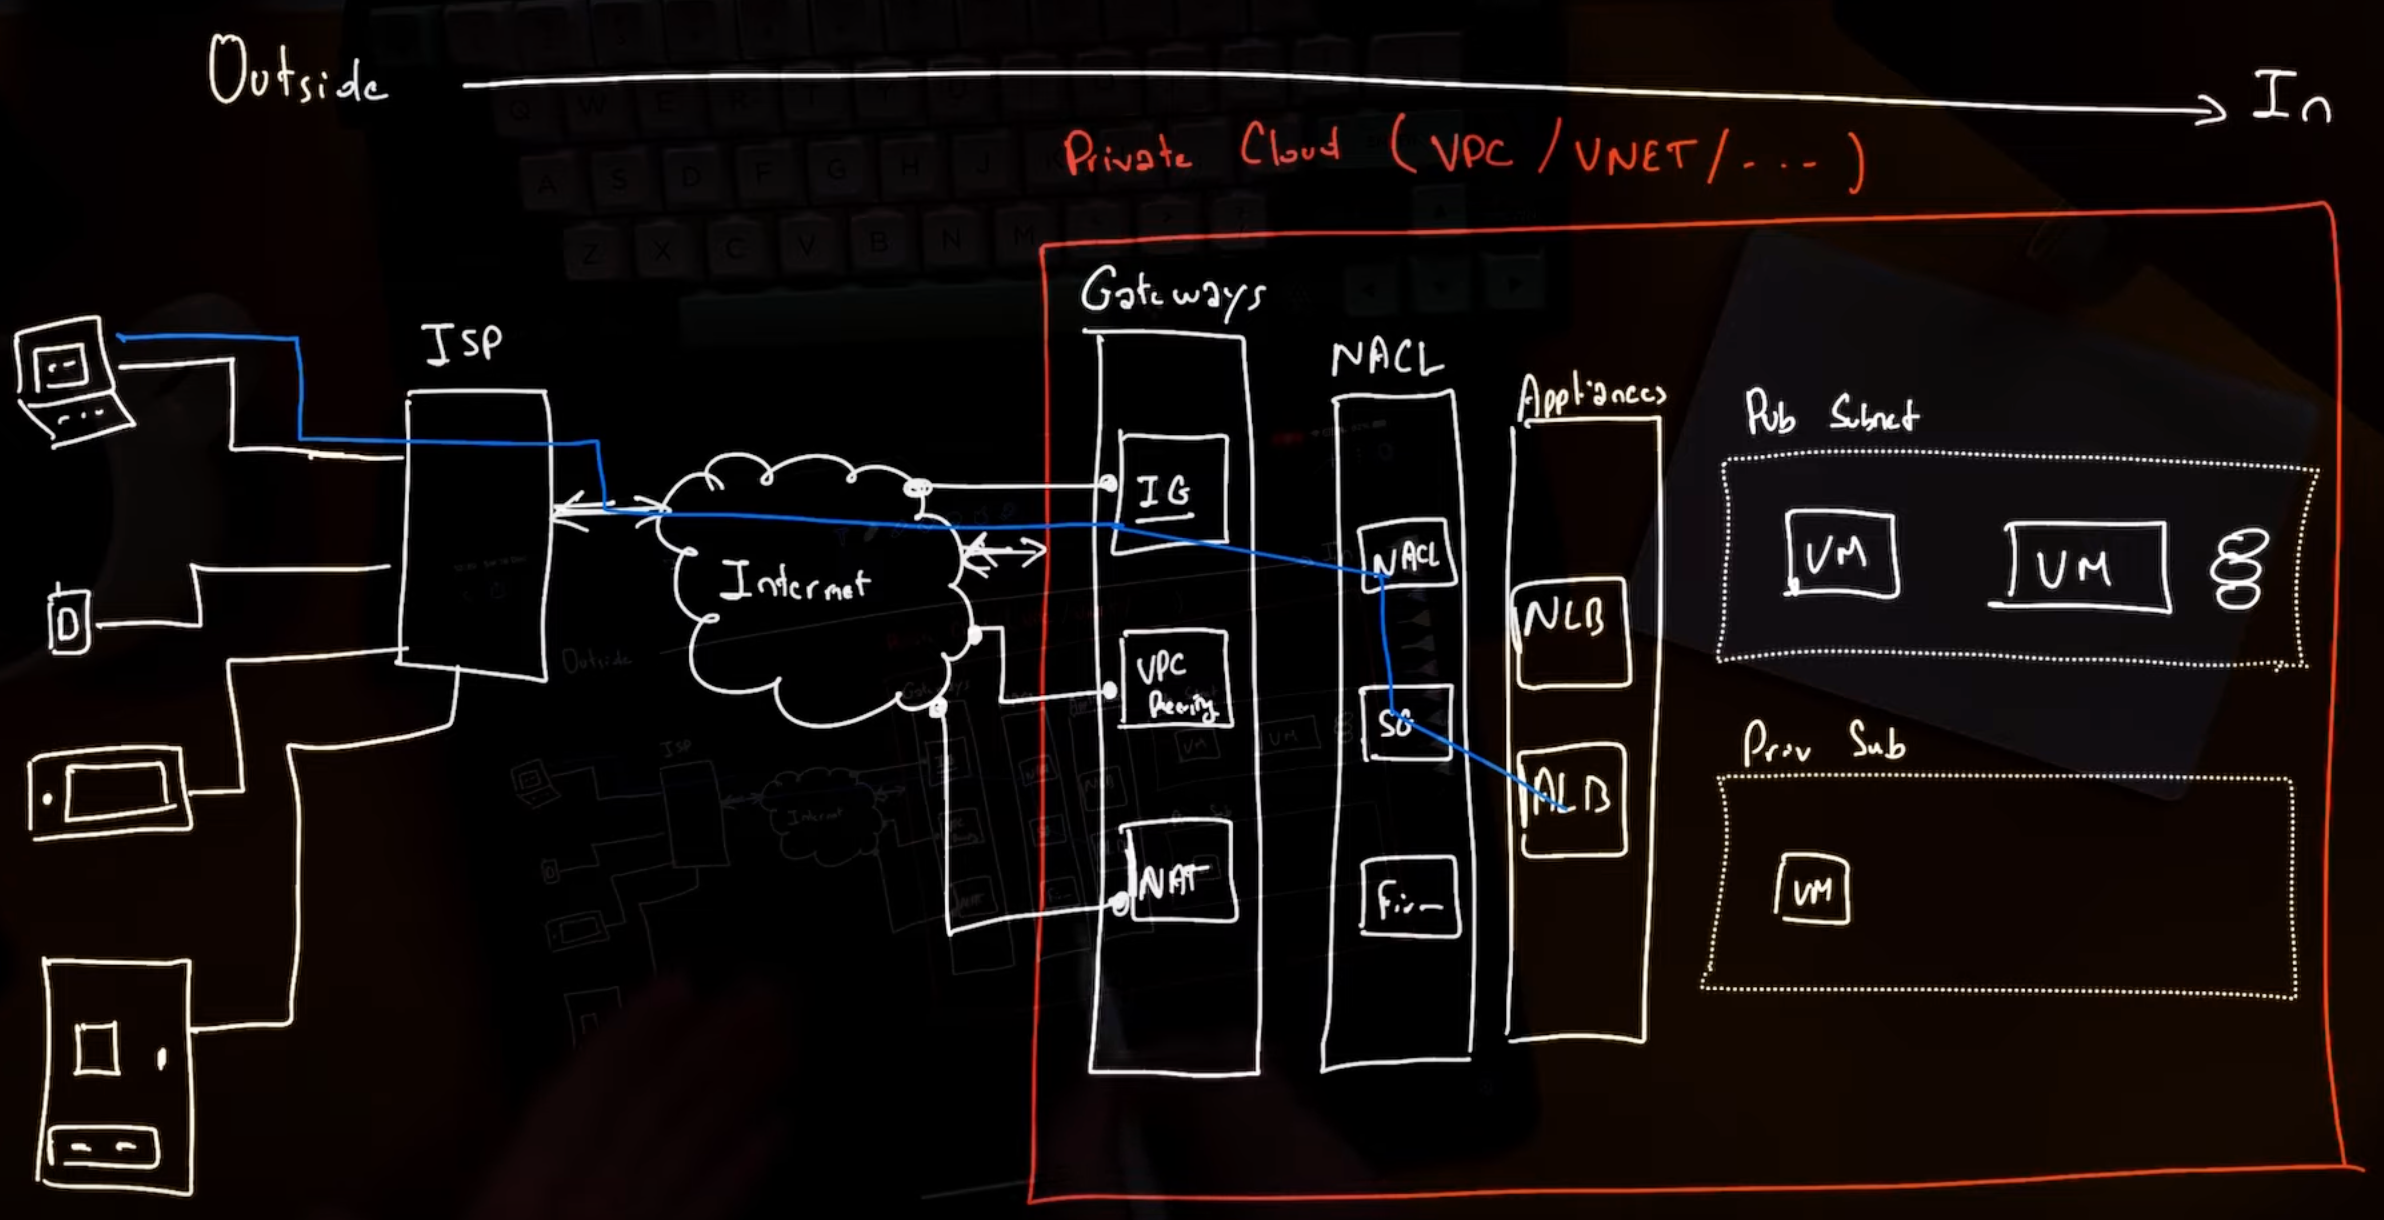 Outside
In
Private Cloud (VPC/VNET/...)
Gateways
ISP
NACL
Appliances
Pub Subnet
IG
Internet
NACL
VM
VM
NLB
D
VPC
Peering
SG
ALB
Priv Sub
NAT
Fir
VM